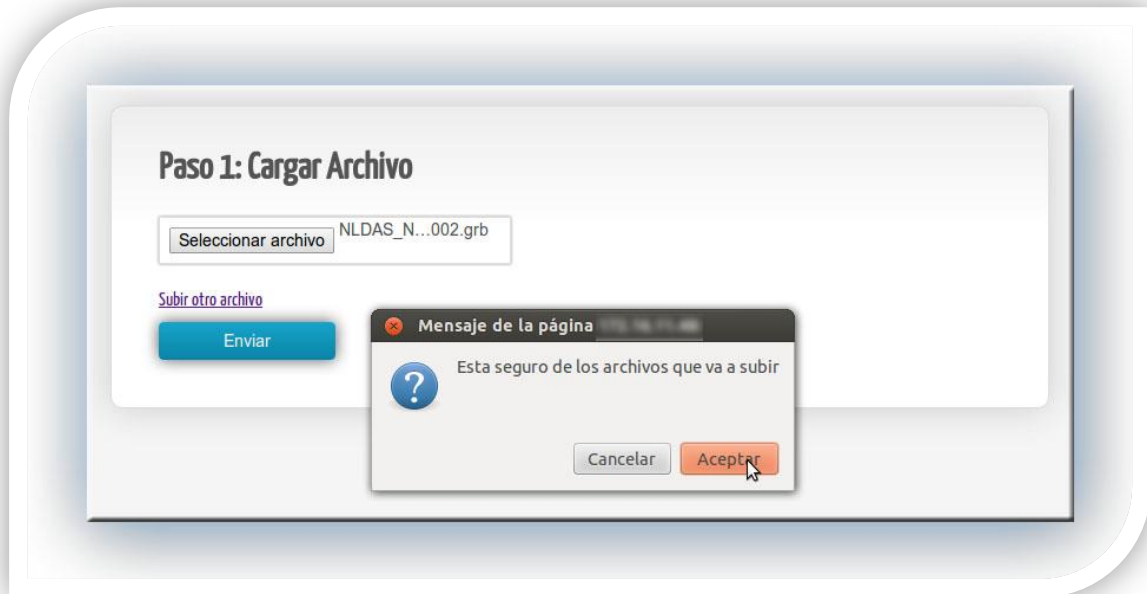 Paso 1: Cargar Archivo
Seleccionar archivo NLDAS_N...002.grb
Subir otro archivo
Enviar
Mensaje de la página
Esta seguro de los archivos que va a subir
Cancelar Aceptar